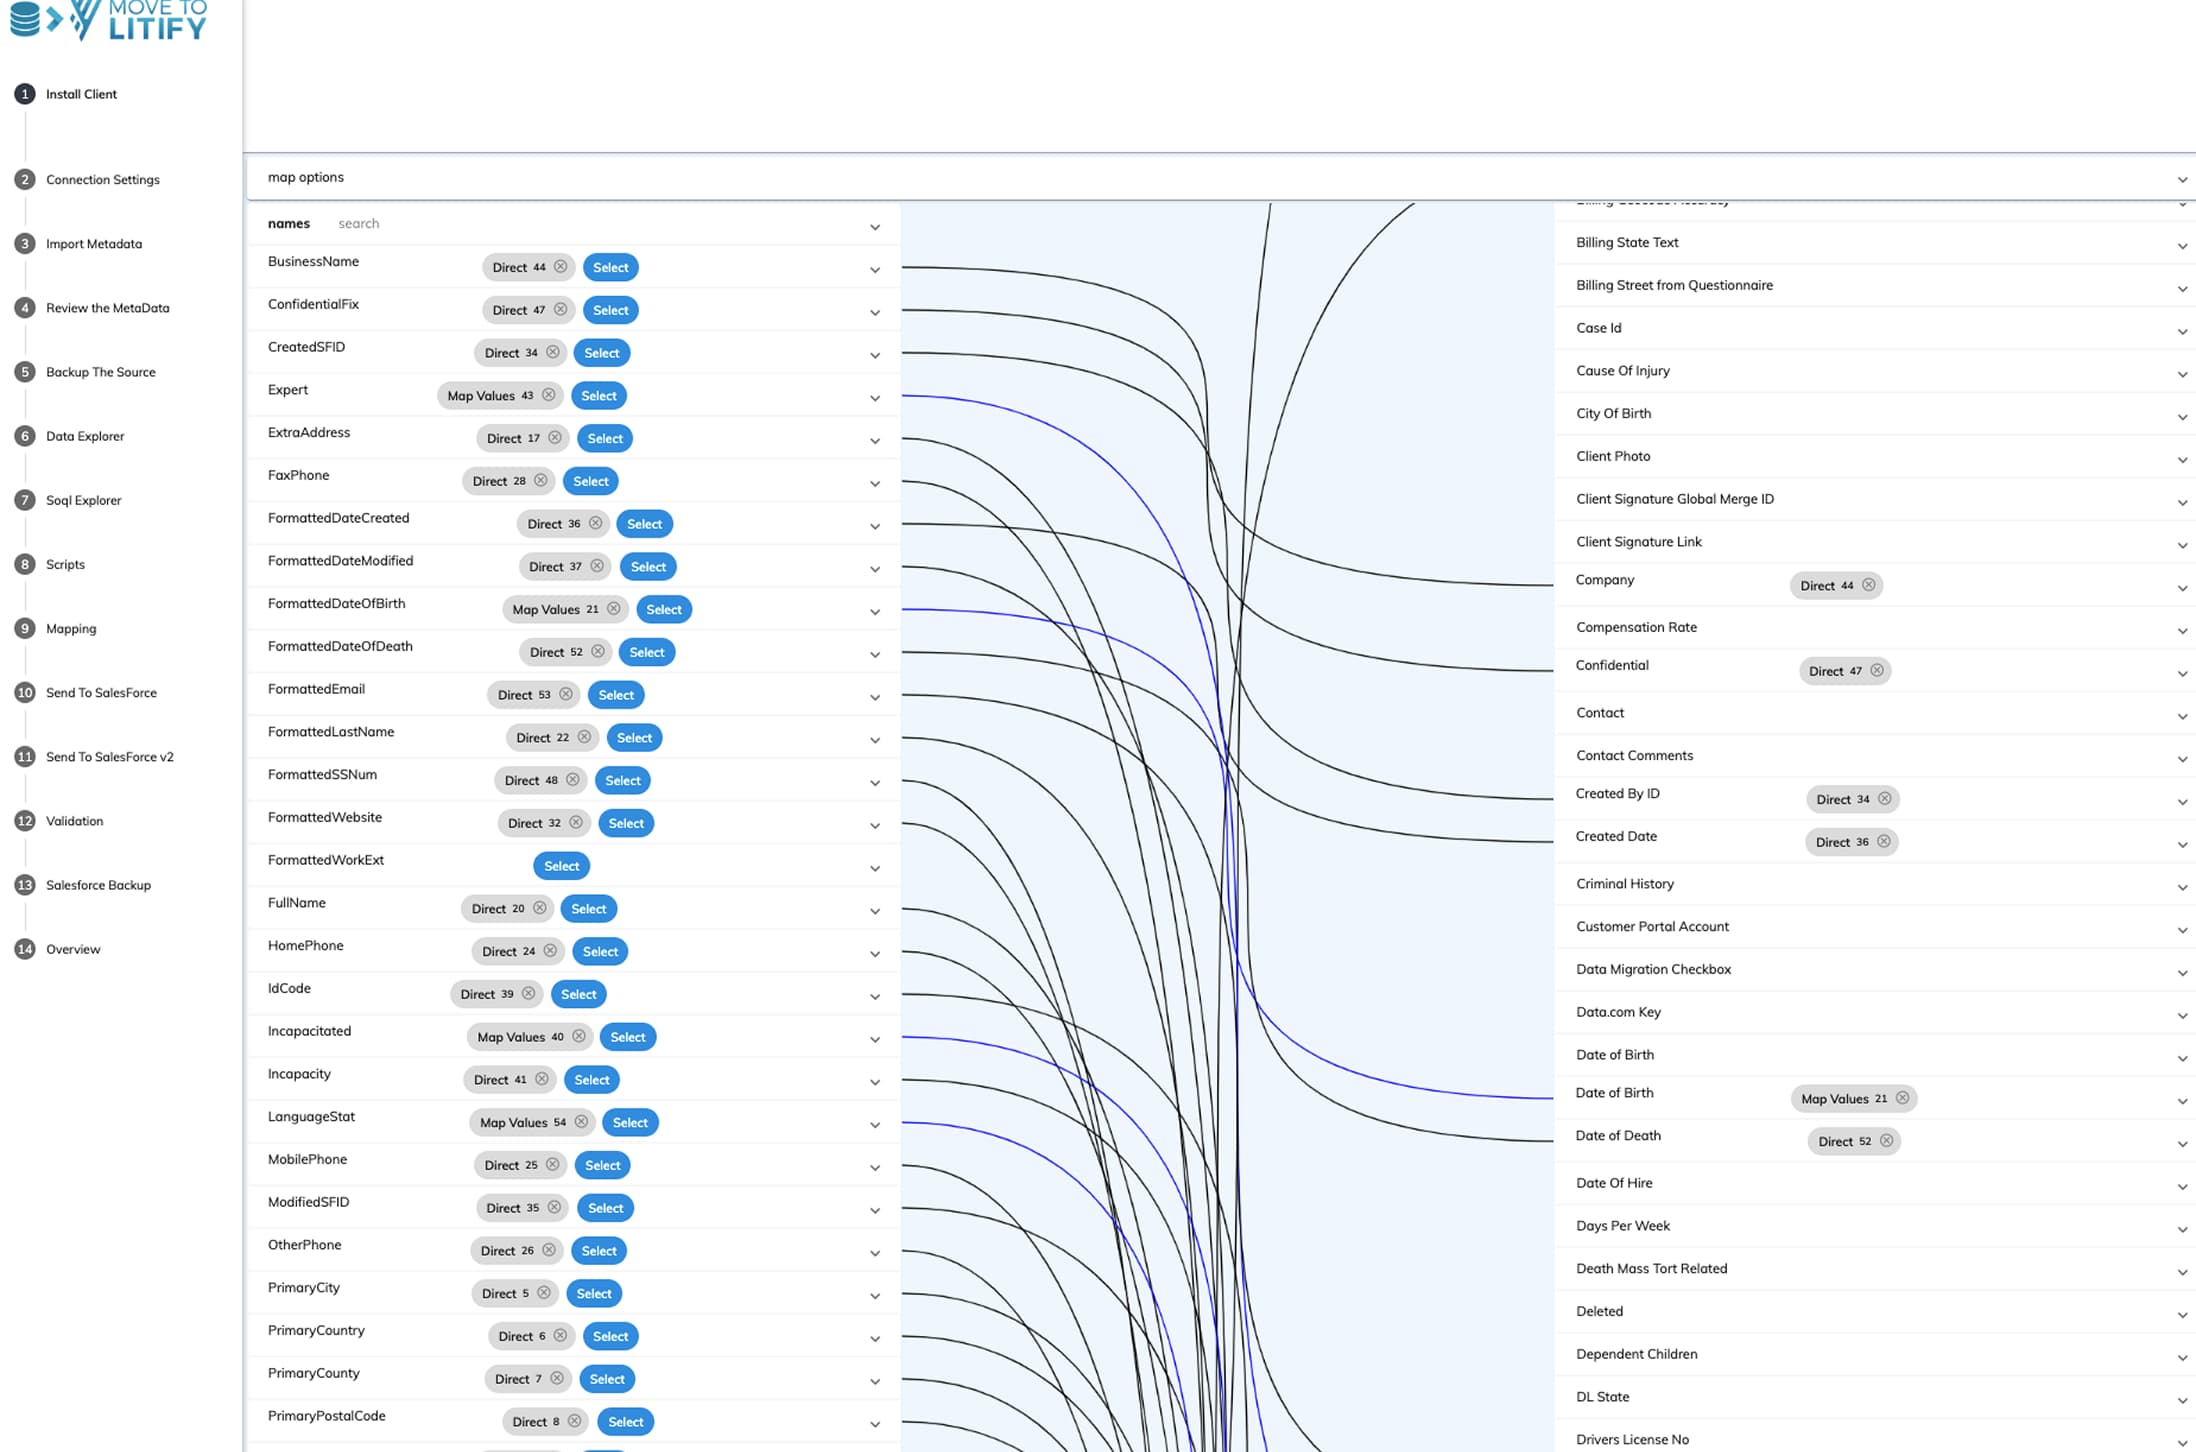 MOVE TO
LITIFY
1 Install Client
2 Connection Settings
3 Import Metadata
4 Review the MetaData
5 Backup The Source
6 Data Explorer
7 Soql Explorer
8 Scripts
9 Mapping
10 Send To SalesForce
11 Send To SalesForce v2
12 Validation
13 Salesforce Backup
14 Overview
map options
names search
BusinessName Direct 44 Select
ConfidentialFix Direct 47 Select
CreatedSFID Direct 34 Select
Expert Map Values 43 Select
ExtraAddress Direct 17 Select
FaxPhone Direct 28 Select
FormattedDateCreated Direct 36 Select
FormattedDateModified Direct 37 Select
FormattedDateOfBirth Map Values 21 Select
FormattedDateOfDeath Direct 52 Select
FormattedEmail Direct 53 Select
FormattedLastName Direct 22 Select
FormattedSSNum Direct 48 Select
FormattedWebsite Direct 32 Select
FormattedWorkExt Select
FullName Direct 20 Select
HomePhone Direct 24 Select
IdCode Direct 39 Select
Incapacitated Map Values 40 Select
Incapacity Direct 41 Select
LanguageStat Map Values 54 Select
MobilePhone Direct 25 Select
ModifiedSFID Direct 35 Select
OtherPhone Direct 26 Select
PrimaryCity Direct 5 Select
PrimaryCountry Direct 6 Select
PrimaryCounty Direct 7 Select
PrimaryPostalCode Direct 8 Select
Billing State Text
Billing Street from Questionnaire
Case Id
Cause Of Injury
City Of Birth
Client Photo
Client Signature Global Merge ID
Client Signature Link
Company Direct 44
Compensation Rate
Confidential Direct 47
Contact
Contact Comments
Created By ID Direct 34
Created Date Direct 36
Criminal History
Customer Portal Account
Data Migration Checkbox
Data.com Key
Date of Birth
Date of Birth Map Values 21
Date of Death Direct 52
Date Of Hire
Days Per Week
Death Mass Tort Related
Deleted
Dependent Children
DL State
Drivers License No